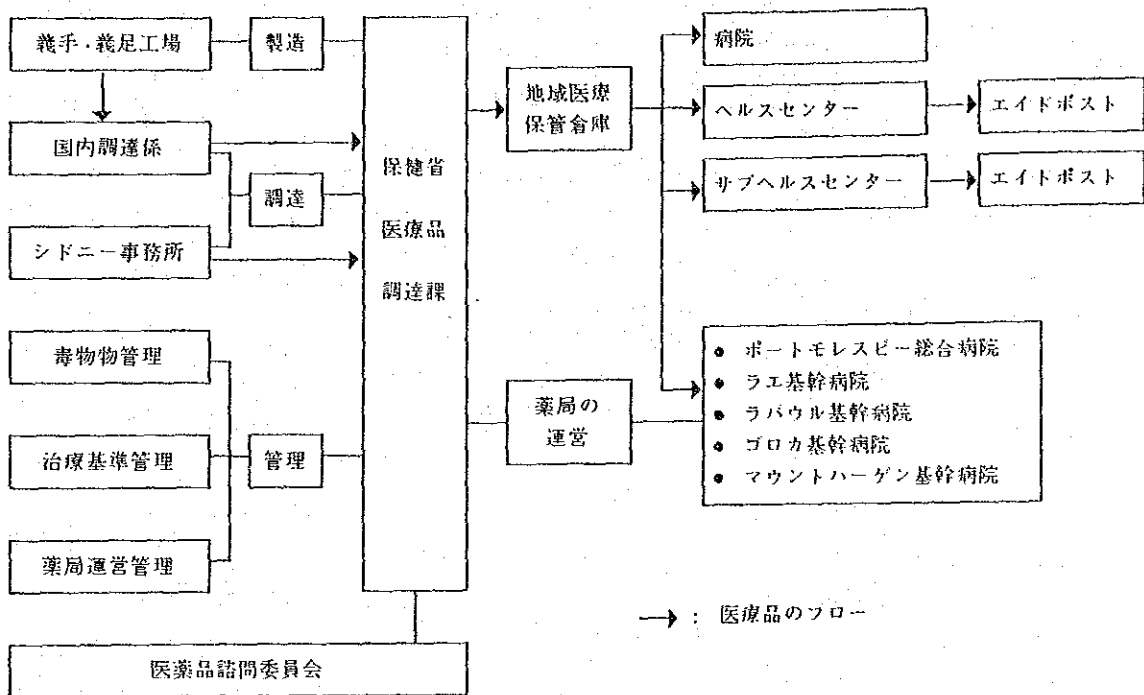 義手・義足工場
製造
国内調達係
調達
シドニー事務所
毒物物管理
治療基準管理
管理
薬局運営管理
医薬品諮問委員会
保健省
医療品
調達課
地域医療
保管倉庫
薬局の
運営
病院
ヘルスセンター
エイドポスト
サブヘルスセンター
エイドポスト
● ポートモレスビー総合病院
● ラエ基幹病院
● ラバウル基幹病院
● ゴロカ基幹病院
● マウントハーゲン基幹病院
→ : 医療品のフロー